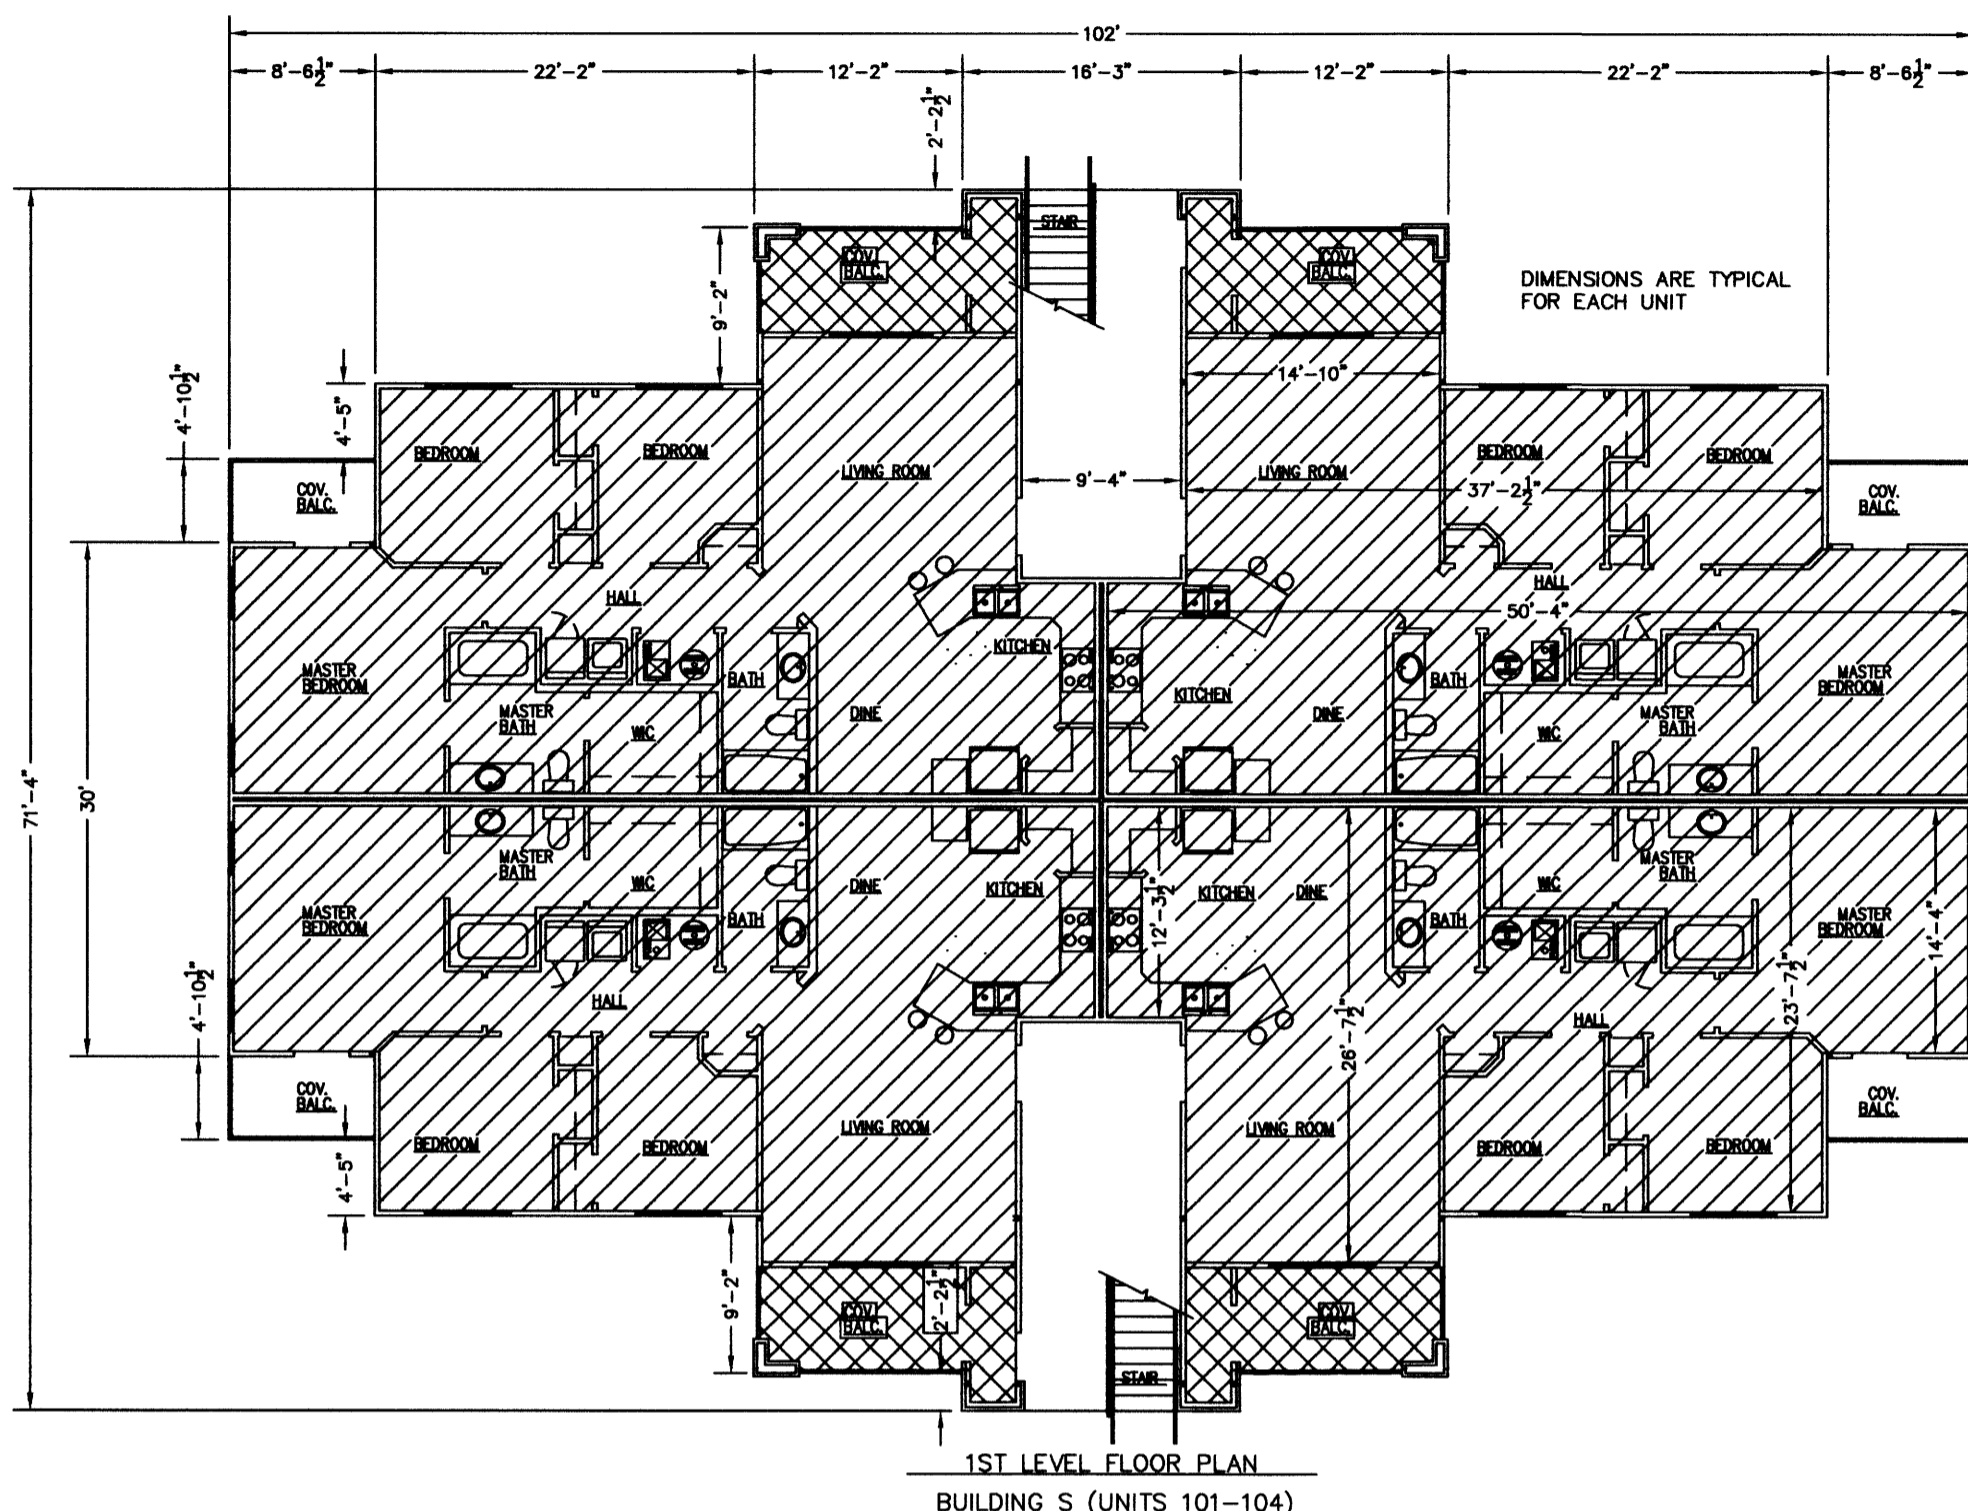 102'
8'-6½" 22'-2" 12'-2" 16'-3" 12'-2" 22'-2" 8'-6½"
2'-2½"
STAIR
COV. BALC.
COV. BALC.
DIMENSIONS ARE TYPICAL
FOR EACH UNIT
9'-2"
14'-10"
4'-10½"
4'-5"
BEDROOM
BEDROOM
LIVING ROOM
9'-4"
LIVING ROOM
BEDROOM
BEDROOM
37'-2½"
COV.
BALC.
COV.
BALC.
HALL
HALL
50'-4"
MASTER
BEDROOM
BATH
KITCHEN
KITCHEN
BATH
MASTER
BEDROOM
MASTER
BATH
WIC
DINE
DINE
WIC
MASTER
BATH
71'-4"
30'
MASTER
BATH
WIC
DINE
KITCHEN
KITCHEN
DINE
WIC
MASTER
BATH
MASTER
BEDROOM
BATH
12'-3½"
BATH
MASTER
BEDROOM
14'-4"
4'-10½"
HALL
26'-7½"
HALL
23'-7½"
COV.
BALC.
COV.
BALC.
BEDROOM
BEDROOM
LIVING ROOM
LIVING ROOM
BEDROOM
BEDROOM
4'-5"
9'-2"
COV.
BALC.
2'-2½"
COV.
BALC.
STAIR
1ST LEVEL FLOOR PLAN
BUILDING S (UNITS 101-104)